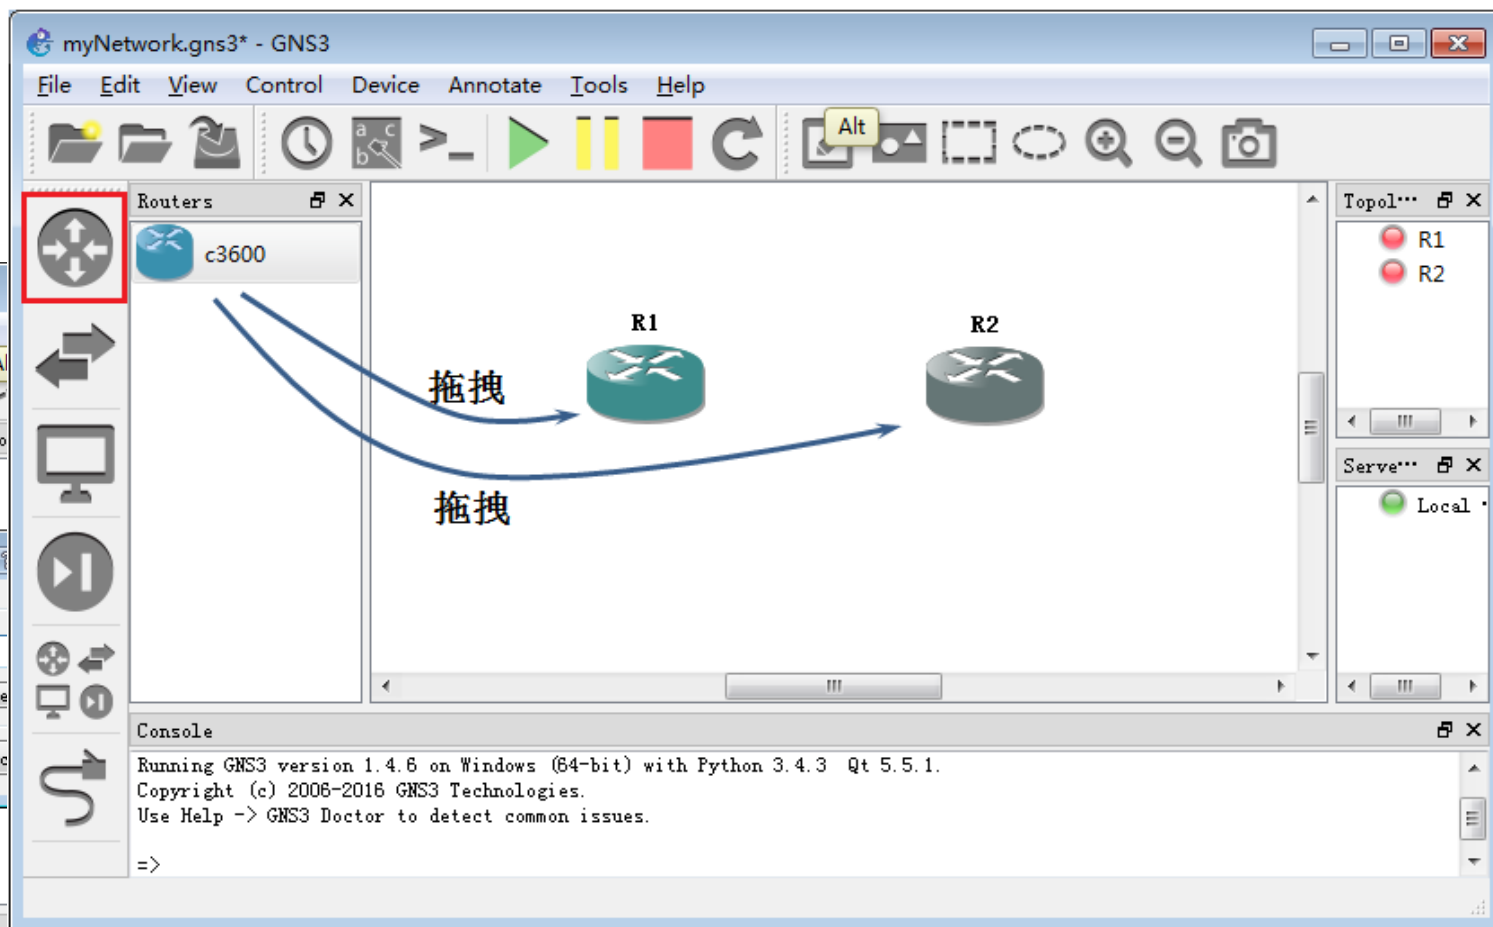 myNetwork.gns3* - GNS3
File Edit View Control Device Annotate Tools Help
Alt
Routers
c3600
R1
R2
拖拽
拖拽
Topol···
R1
R2
Serve···
Local
Console
Running GNS3 version 1.4.6 on Windows (64-bit) with Python 3.4.3 Qt 5.5.1.
Copyright (c) 2006-2016 GNS3 Technologies.
Use Help -> GNS3 Doctor to detect common issues.
=>